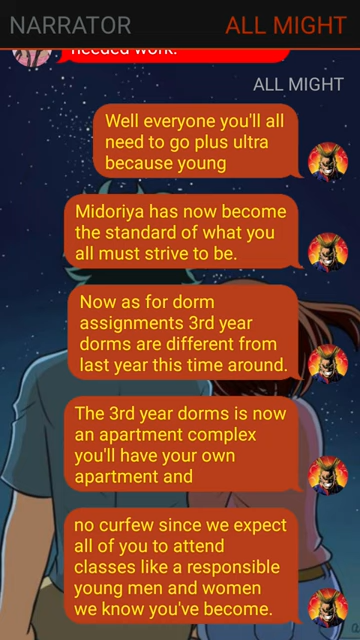 NARRATOR ALL MIGHT
needed work.
ALL MIGHT
Well everyone you'll all
need to go plus ultra
because young
Midoriya has now become
the standard of what you
all must strive to be.
Now as for dorm
assignments 3rd year
dorms are different from
last year this time around.
The 3rd year dorms is now
an apartment complex
you'll have your own
apartment and
no curfew since we expect
all of you to attend
classes like a responsible
young men and women
we know you've become.